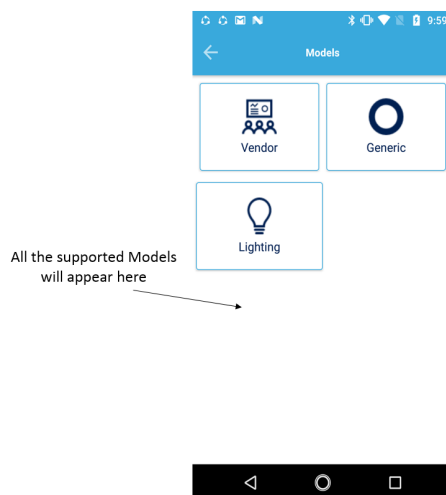 9:59
Models
Vendor
Generic
Lighting
All the supported Models
will appear here